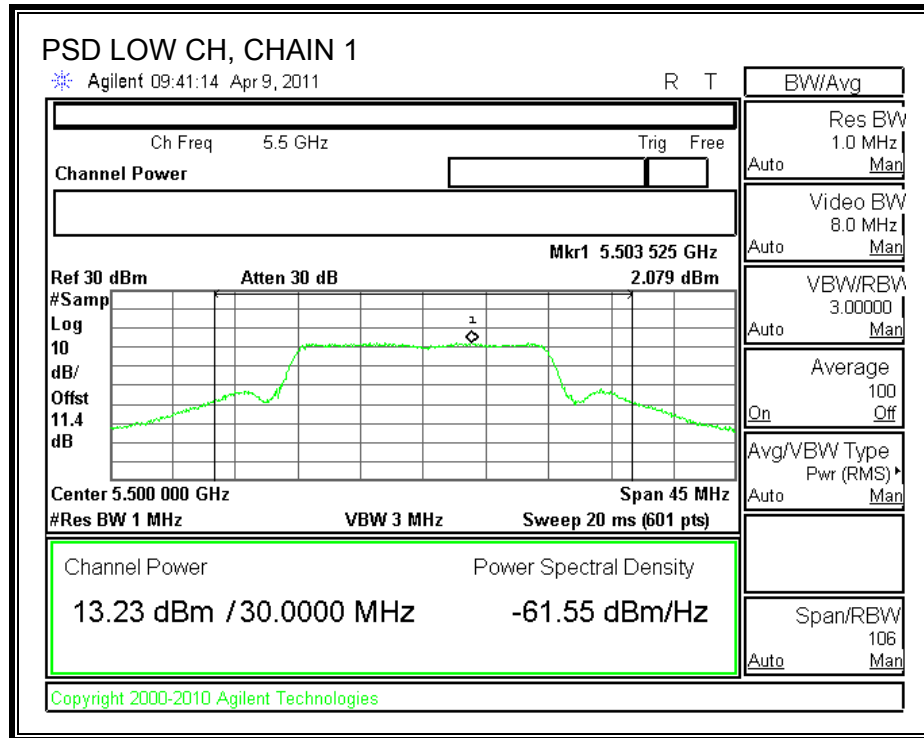 PSD LOW CH, CHAIN 1
Agilent 09:41:14 Apr 9, 2011 R T
Ch Freq 5.5 GHz Trig Free
Channel Power
Mkr1 5.503 525 GHz
Ref 30 dBm Atten 30 dB 2.079 dBm
#Samp
Log
10
dB/
Offst
11.4
dB
1
Center 5.500 000 GHz Span 45 MHz
#Res BW 1 MHz VBW 3 MHz Sweep 20 ms (601 pts)
Channel Power Power Spectral Density
13.23 dBm / 30.0000 MHz -61.55 dBm/Hz
Copyright 2000-2010 Agilent Technologies
BW/Avg
Res BW
1.0 MHz
Auto Man
Video BW
8.0 MHz
Auto Man
VBW/RBW
3.00000
Auto Man
Average
100
On Off
Avg/VBW Type
Pwr (RMS)
Auto Man
Span/RBW
106
Auto Man